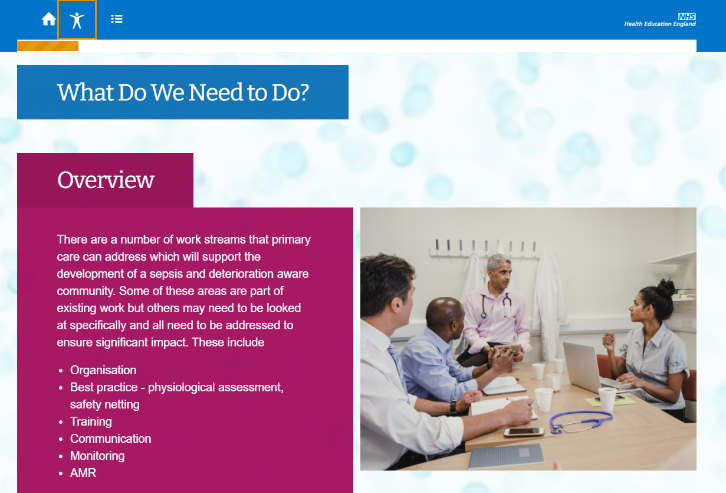 NHS
Health Education England
What Do We Need to Do?
Overview
There are a number of work streams that primary
care can address which will support the
development of a sepsis and deterioration aware
community. Some of these areas are part of
existing work but others may need to be looked
at specifically and all need to be addressed to
ensure significant impact. These include
• Organisation
• Best practice - physiological assessment,
safety netting
• Training
• Communication
• Monitoring
• AMR